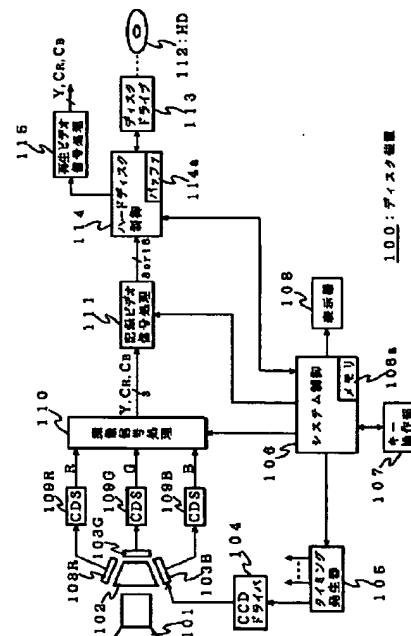 100:ディスク装置
112:HD
ディスク
ドライブ
113
Y,CR,CB
115
再生ビデオ
信号処理
114
ハードディスク
制御
バッファ
114a
8or16
111
記録ビデオ
信号処理
Y,CR,CB
3
110
撮像信号処理
109R
CDS
R
109G
CDS
G
109B
CDS
B
103R
103G
103B
102
101
104
CCD
ドライバ
105
タイミング
発生器
106
システム制御
メモリ
106a
107
キー
操作部
108
表示器